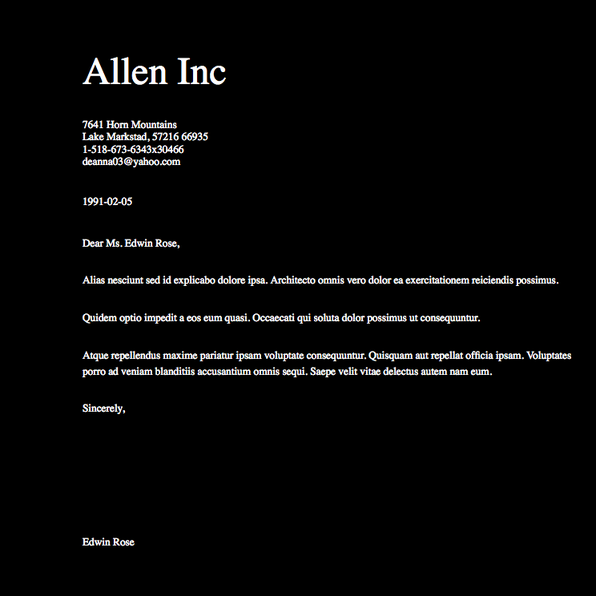 Allen Inc
7641 Horn Mountains
Lake Markstad, 57216 66935
1-518-673-6343x30466
deanna03@yahoo.com
1991-02-05
Dear Ms. Edwin Rose,
Alias nesciunt sed id explicabo dolore ipsa. Architecto omnis vero dolor ea exercitationem reiciendis possimus.
Quidem optio impedit a eos eum quasi. Occaecati qui soluta dolor possimus ut consequuntur.
Atque repellendus maxime pariatur ipsam voluptate consequuntur. Quisquam aut repellat officia ipsam. Voluptates
porro ad veniam blanditiis accusantium omnis sequi. Saepe velit vitae delectus autem nam eum.
Sincerely,
Edwin Rose